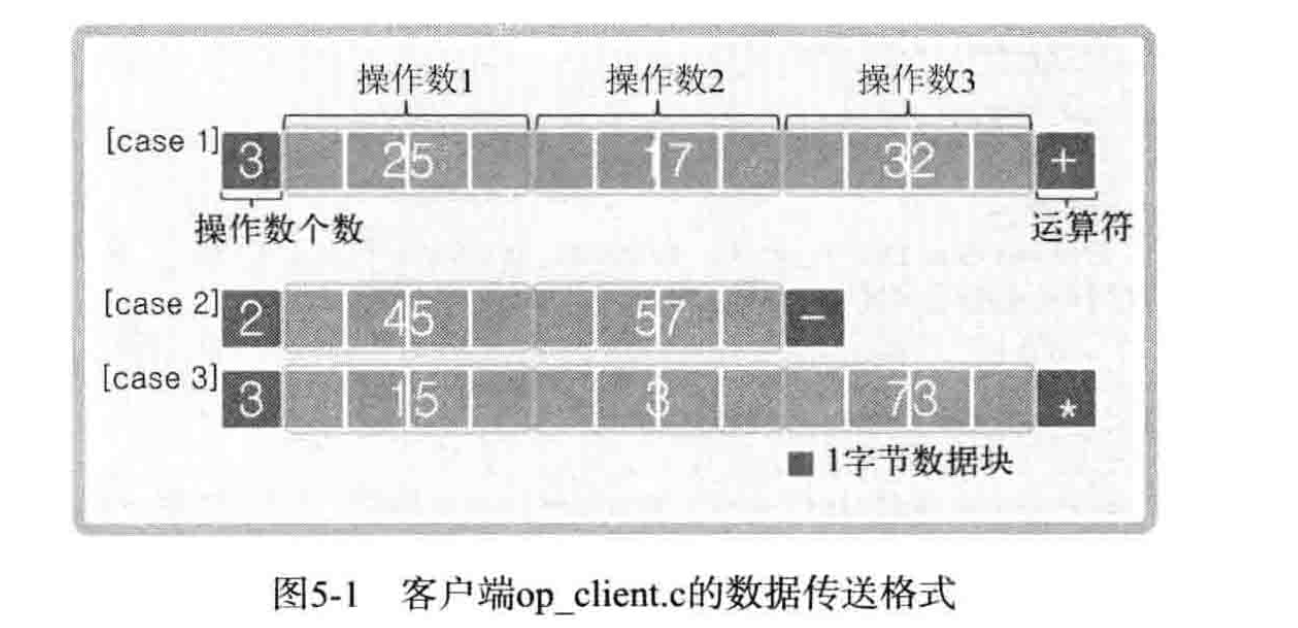 操作数1 操作数2 操作数3
[case 1] 3 25 17 32 +
操作数个数 运算符
[case 2] 2 45 57 -
[case 3] 3 15 3 73 *
1字节数据块
图5-1 客户端op_client.c的数据传送格式